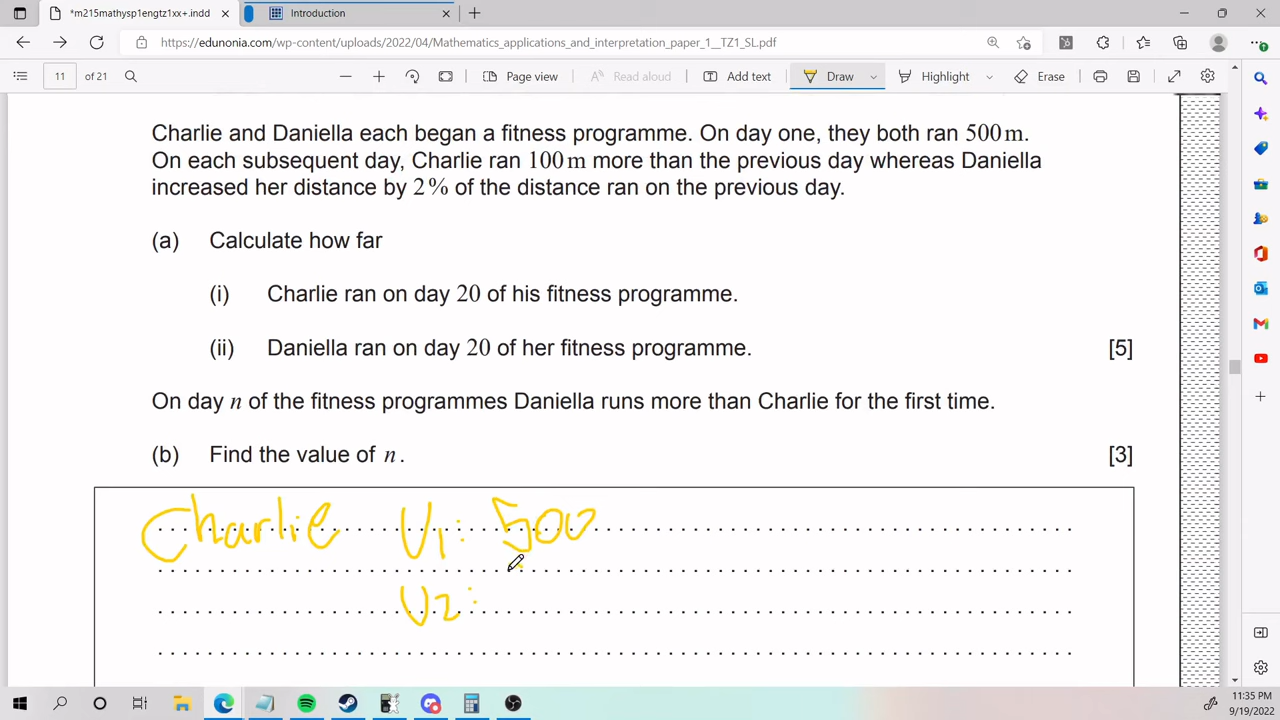 *m215mathysp1engtz1xx+.indd
Introduction
https://edunonia.com/wp-content/uploads/2022/04/Mathematics_applications_and_interpretation_paper_1__TZ1_SL.pdf
11 of 21
Page view
Read aloud
Add text
Draw
Highlight
Erase
Charlie and Daniella each began a fitness programme. On day one, they both ran 500 m.
On each subsequent day, Charlie ran 100 m more than the previous day whereas Daniella
increased her distance by 2 % of the distance ran on the previous day.
(a) Calculate how far
(i) Charlie ran on day 20 of his fitness programme.
(ii) Daniella ran on day 20 of her fitness programme. [5]
On day n of the fitness programmes Daniella runs more than Charlie for the first time.
(b) Find the value of n. [3]
Charlie U1: 500
U2:
11:35 PM
9/19/2022